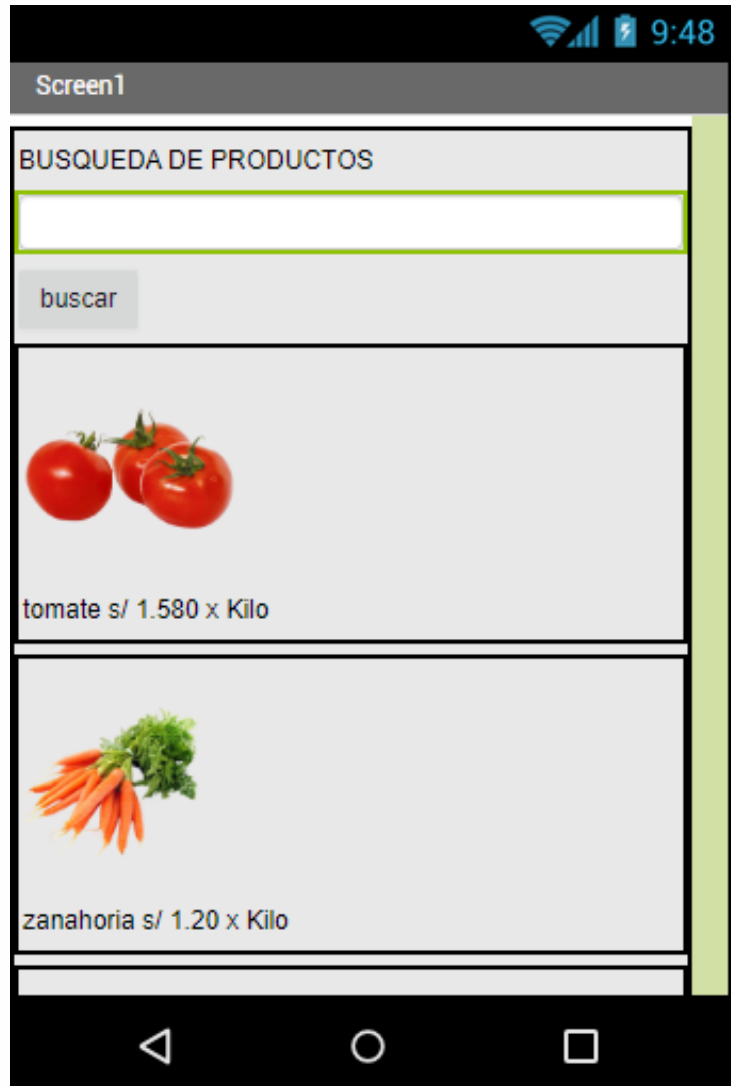 9:48
Screen1
BUSQUEDA DE PRODUCTOS
buscar
tomate s/ 1.580 x Kilo
zanahoria s/ 1.20 x Kilo